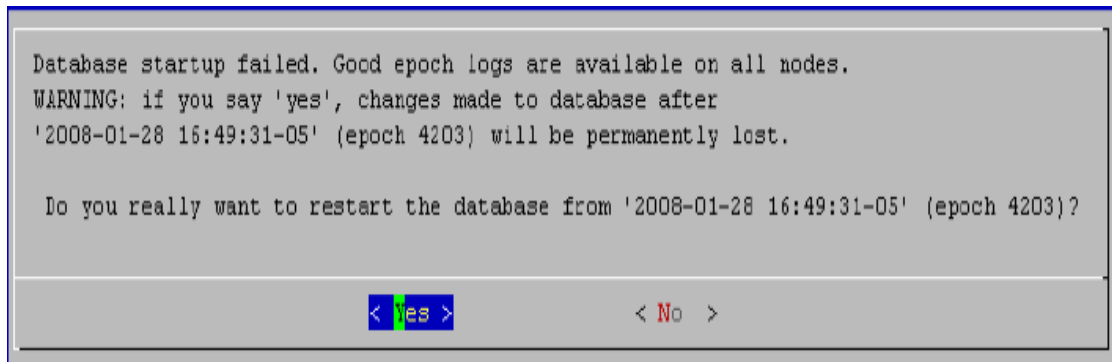 Database startup failed. Good epoch logs are available on all nodes.
WARNING: if you say 'yes', changes made to database after
'2008-01-28 16:49:31-05' (epoch 4203) will be permanently lost.
Do you really want to restart the database from '2008-01-28 16:49:31-05' (epoch 4203)?
< Yes > < No >